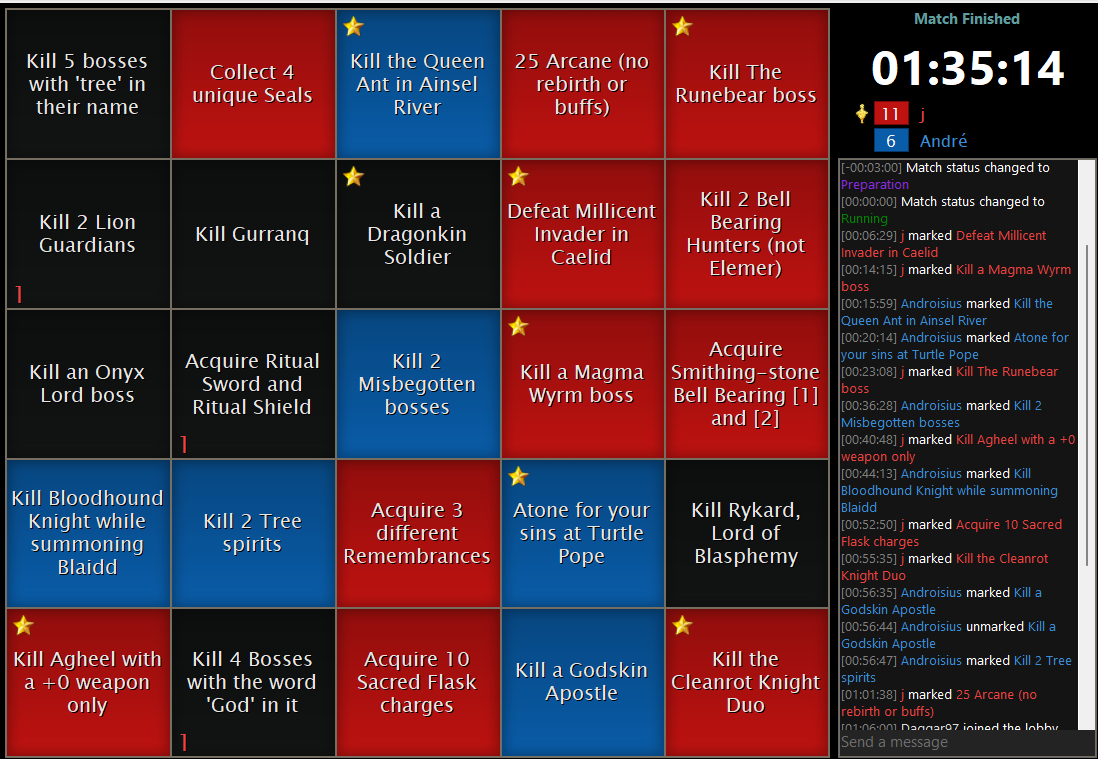 Kill 5 bosses
with 'tree' in
their name
Collect 4
unique Seals
Kill the Queen
Ant in Ainsel
River
25 Arcane (no
rebirth or
buffs)
Kill The
Runebear boss
Kill 2 Lion
Guardians
1
Kill Gurranq
Kill a
Dragonkin
Soldier
Defeat Millicent
Invader in
Caelid
Kill 2 Bell
Bearing
Hunters (not
Elemer)
Kill an Onyx
Lord boss
Acquire Ritual
Sword and
Ritual Shield
1
Kill 2
Misbegotten
bosses
Kill a Magma
Wyrm boss
Acquire
Smithing-stone
Bell Bearing [1]
and [2]
Kill Bloodhound
Knight while
summoning
Blaidd
Kill 2 Tree
spirits
Acquire 3
different
Remembrances
Atone for your
sins at Turtle
Pope
Kill Rykard,
Lord of
Blasphemy
Kill Agheel with
a +0 weapon
only
Kill 4 Bosses
with the word
'God' in it
1
Acquire 10
Sacred Flask
charges
Kill a Godskin
Apostle
Kill the
Cleanrot Knight
Duo
Match Finished
01:35:14
11 j
6 André
[-00:03:00] Match status changed to
Preparation
[00:00:00] Match status changed to
Running
[00:06:29] j marked Defeat Millicent
Invader in Caelid
[00:14:15] j marked Kill a Magma Wyrm
boss
[00:15:59] Androisius marked Kill the
Queen Ant in Ainsel River
[00:20:14] Androisius marked Atone for
your sins at Turtle Pope
[00:23:08] j marked Kill The Runebear
boss
[00:36:28] Androisius marked Kill 2
Misbegotten bosses
[00:40:48] j marked Kill Agheel with a +0
weapon only
[00:44:13] Androisius marked Kill
Bloodhound Knight while summoning
Blaidd
[00:52:50] j marked Acquire 10 Sacred
Flask charges
[00:55:35] j marked Kill the Cleanrot
Knight Duo
[00:56:35] Androisius marked Kill a
Godskin Apostle
[00:56:44] Androisius unmarked Kill a
Godskin Apostle
[00:56:47] Androisius marked Kill 2 Tree
spirits
[01:01:38] j marked 25 Arcane (no
rebirth or buffs)
[01:06:00] Daggar97 joined the lobby
Send a message